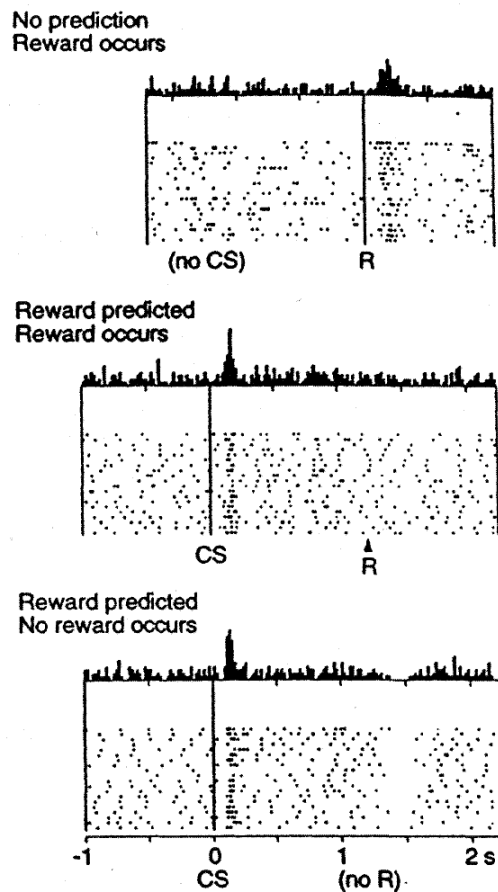 No prediction
Reward occurs
(no CS) R
Reward predicted
Reward occurs
CS R
Reward predicted
No reward occurs
-1 0 1 2 s
CS (no R)